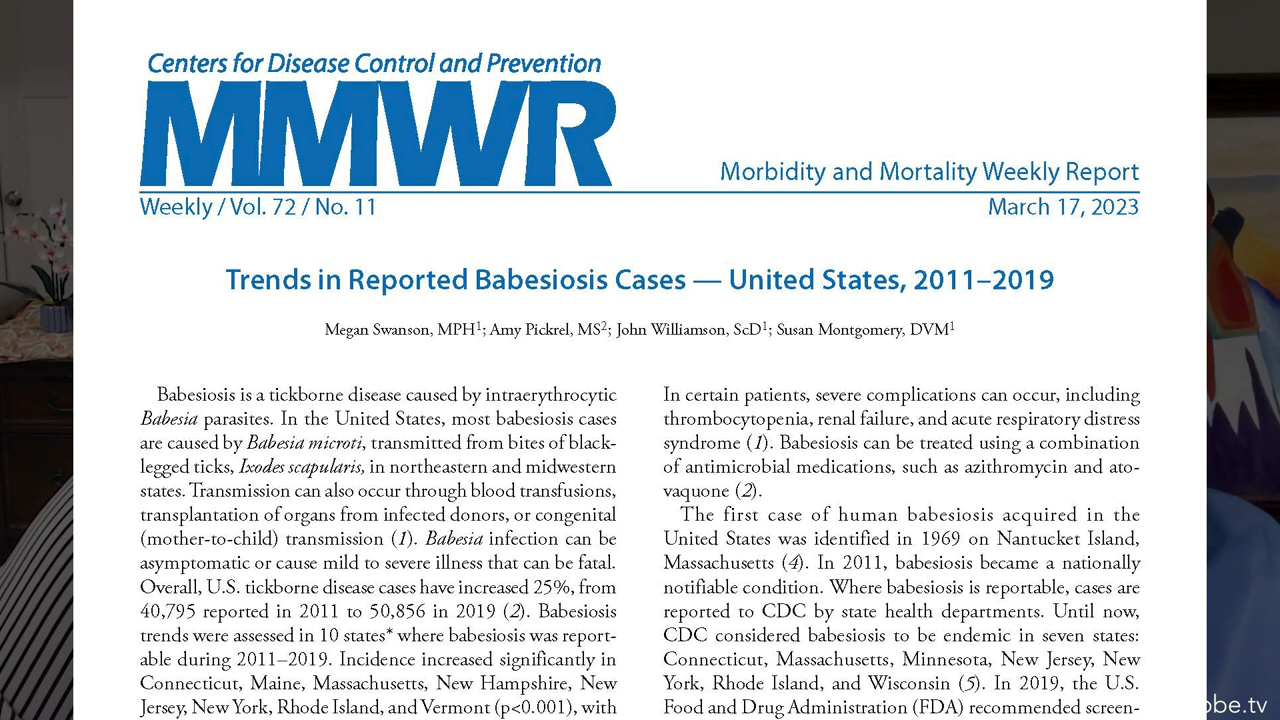 Centers for Disease Control and Prevention
MMWR
Morbidity and Mortality Weekly Report
Weekly / Vol. 72 / No. 11
March 17, 2023
Trends in Reported Babesiosis Cases — United States, 2011–2019
Megan Swanson, MPH1; Amy Pickrel, MS2; John Williamson, ScD1; Susan Montgomery, DVM1
Babesiosis is a tickborne disease caused by intraerythrocytic
Babesia parasites. In the United States, most babesiosis cases
are caused by Babesia microti, transmitted from bites of black-
legged ticks, Ixodes scapularis, in northeastern and midwestern
states. Transmission can also occur through blood transfusions,
transplantation of organs from infected donors, or congenital
(mother-to-child) transmission (1). Babesia infection can be
asymptomatic or cause mild to severe illness that can be fatal.
Overall, U.S. tickborne disease cases have increased 25%, from
40,795 reported in 2011 to 50,856 in 2019 (2). Babesiosis
trends were assessed in 10 states* where babesiosis was report-
able during 2011–2019. Incidence increased significantly in
Connecticut, Maine, Massachusetts, New Hampshire, New
Jersey, New York, Rhode Island, and Vermont (p<0.001), with
In certain patients, severe complications can occur, including
thrombocytopenia, renal failure, and acute respiratory distress
syndrome (1). Babesiosis can be treated using a combination
of antimicrobial medications, such as azithromycin and ato-
vaquone (2).
The first case of human babesiosis acquired in the
United States was identified in 1969 on Nantucket Island,
Massachusetts (4). In 2011, babesiosis became a nationally
notifiable condition. Where babesiosis is reportable, cases are
reported to CDC by state health departments. Until now,
CDC considered babesiosis to be endemic in seven states:
Connecticut, Massachusetts, Minnesota, New Jersey, New
York, Rhode Island, and Wisconsin (5). In 2019, the U.S.
Food and Drug Administration (FDA) recommended screen-
obe.tv